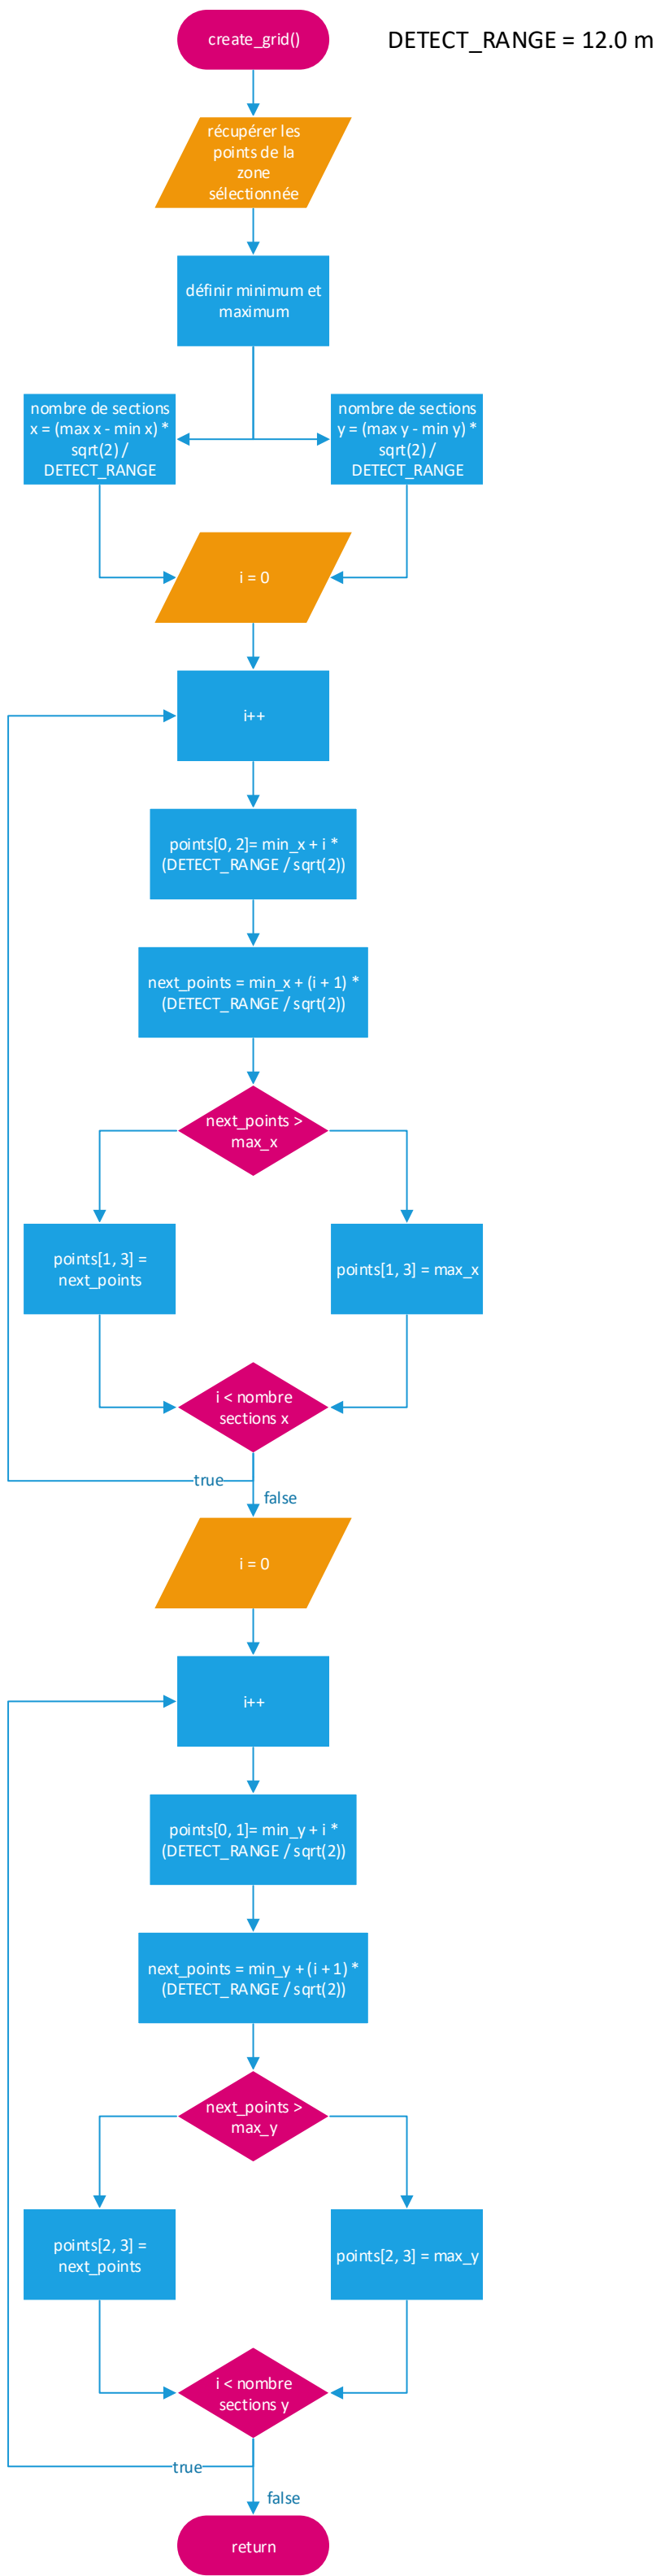 create_grid()
DETECT_RANGE = 12.0 m
récupérer les
points de la
zone
sélectionnée
définir minimum et
maximum
nombre de sections
x = (max x - min x) *
sqrt(2) /
DETECT_RANGE
nombre de sections
y = (max y - min y) *
sqrt(2) /
DETECT_RANGE
i = 0
i++
points[0, 2]= min_x + i *
(DETECT_RANGE / sqrt(2))
next_points = min_x + (i + 1) *
(DETECT_RANGE / sqrt(2))
next_points >
max_x
points[1, 3] =
next_points
points[1, 3] = max_x
i < nombre
sections x
true
false
i = 0
i++
points[0, 1]= min_y + i *
(DETECT_RANGE / sqrt(2))
next_points = min_y + (i + 1) *
(DETECT_RANGE / sqrt(2))
next_points >
max_y
points[2, 3] =
next_points
points[2, 3] = max_y
i < nombre
sections y
true
false
return